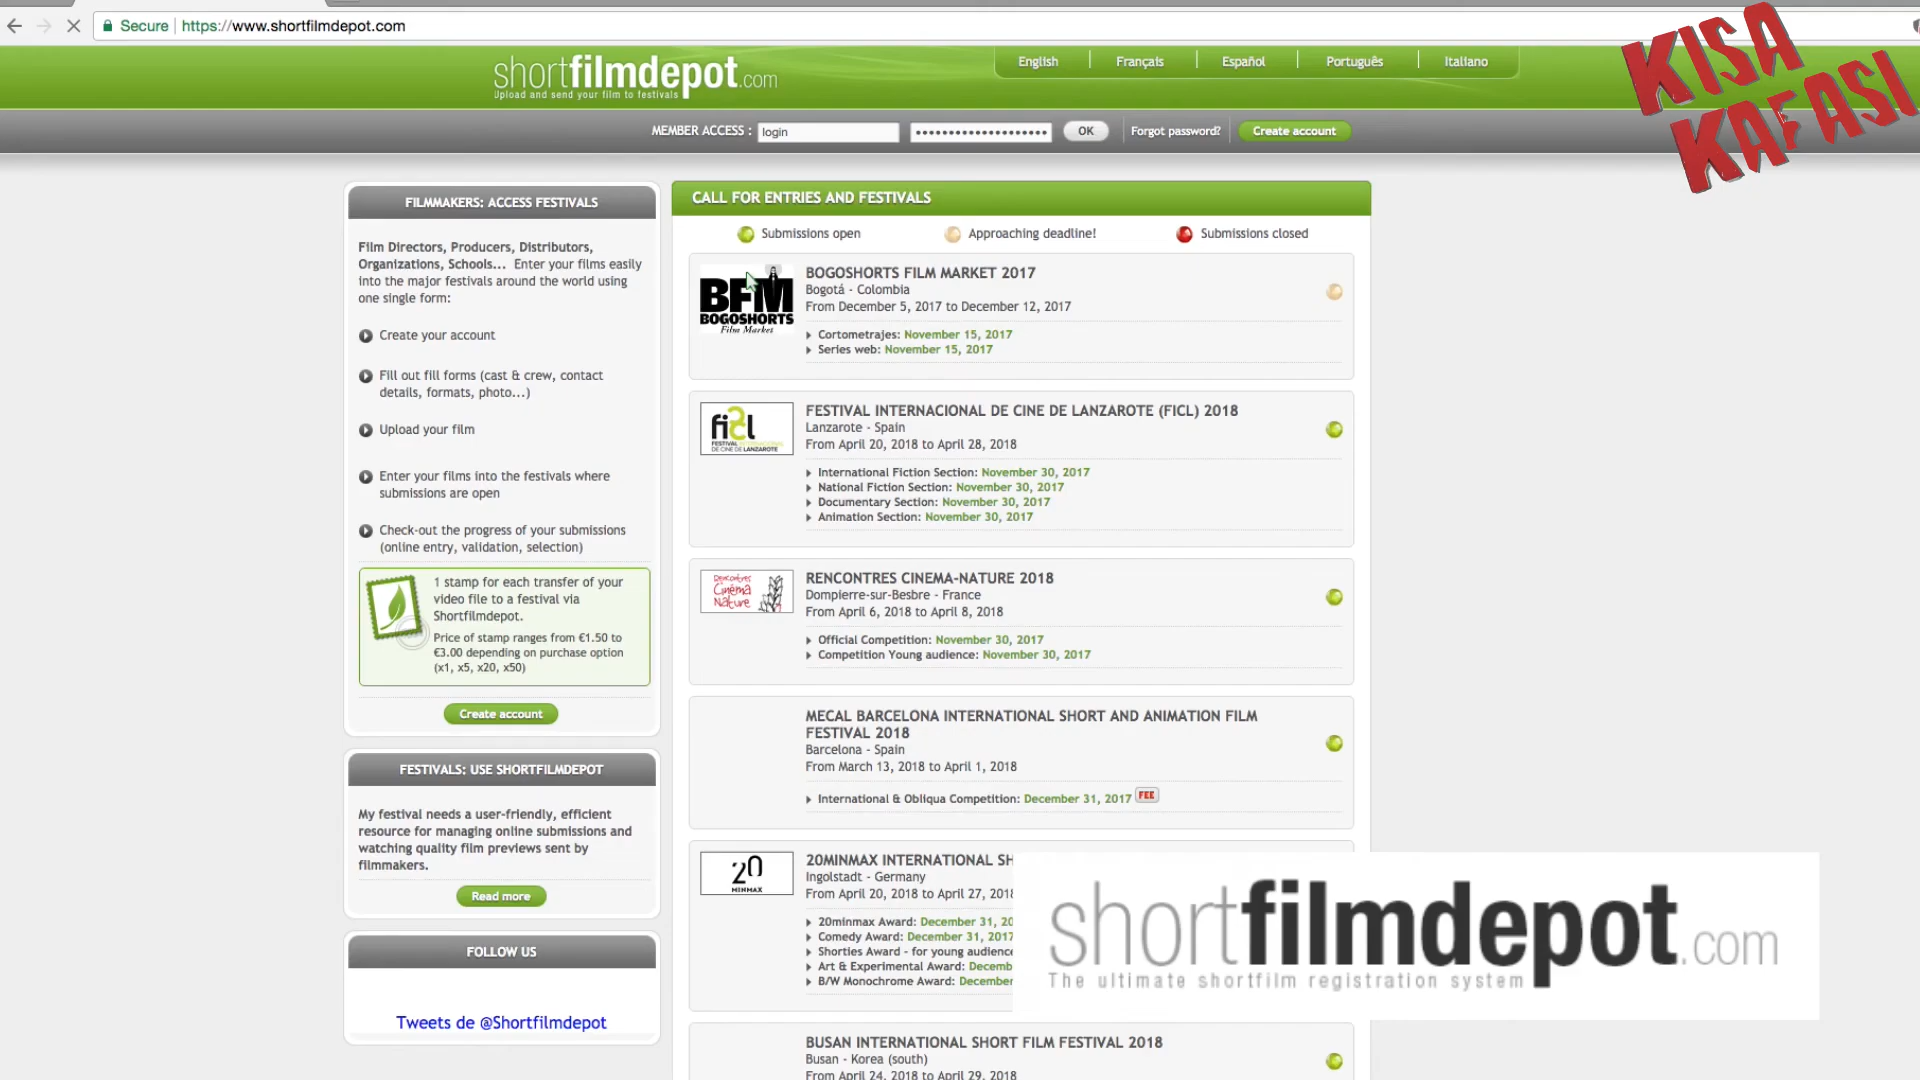 Secure
https://www.shortfilmdepot.com
KISA
KAFASI
shortfilmdepot.com
Upload and send your film to festivals
English
Français
Español
Português
Italiano
MEMBER ACCESS :
login
OK
Forgot password?
Create account
FILMMAKERS: ACCESS FESTIVALS
Film Directors, Producers, Distributors,
Organizations, Schools... Enter your films easily
into the major festivals around the world using
one single form:
Create your account
Fill out fill forms (cast & crew, contact
details, formats, photo...)
Upload your film
Enter your films into the festivals where
submissions are open
Check-out the progress of your submissions
(online entry, validation, selection)
1 stamp for each transfer of your
video file to a festival via
Shortfilmdepot.
Price of stamp ranges from €1.50 to
€3.00 depending on purchase option
(x1, x5, x20, x50)
Create account
FESTIVALS: USE SHORTFILMDEPOT
My festival needs a user-friendly, efficient
resource for managing online submissions and
watching quality film previews sent by
filmmakers.
Read more
FOLLOW US
Tweets de @Shortfilmdepot
CALL FOR ENTRIES AND FESTIVALS
Submissions open
Approaching deadline!
Submissions closed
BFM
BOGOSHORTS
Film Market
BOGOSHORTS FILM MARKET 2017
Bogotá - Colombia
From December 5, 2017 to December 12, 2017
Cortometrajes: November 15, 2017
Series web: November 15, 2017
ficl
FESTIVAL INTERNACIONAL
DE CINE DE LANZAROTE
FESTIVAL INTERNACIONAL DE CINE DE LANZAROTE (FICL) 2018
Lanzarote - Spain
From April 20, 2018 to April 28, 2018
International Fiction Section: November 30, 2017
National Fiction Section: November 30, 2017
Documentary Section: November 30, 2017
Animation Section: November 30, 2017
Rencontres
Cinéma
Nature
RENCONTRES CINEMA-NATURE 2018
Dompierre-sur-Besbre - France
From April 6, 2018 to April 8, 2018
Official Competition: November 30, 2017
Competition Young audience: November 30, 2017
MECAL BARCELONA INTERNATIONAL SHORT AND ANIMATION FILM
FESTIVAL 2018
Barcelona - Spain
From March 13, 2018 to April 1, 2018
International & Obliqua Competition: December 31, 2017 FEE
20
MINMAX
20MINMAX INTERNATIONAL SH
Ingolstadt - Germany
From April 20, 2018 to April 27, 2018
20minmax Award: December 31, 20
Comedy Award: December 31, 2017
Shorties Award - for young audience
Art & Experimental Award: Decemb
B/W Monochrome Award: December
BUSAN INTERNATIONAL SHORT FILM FESTIVAL 2018
Busan - Korea (south)
From April 24, 2018 to April 29, 2018
shortfilmdepot.com
The ultimate shortfilm registration system